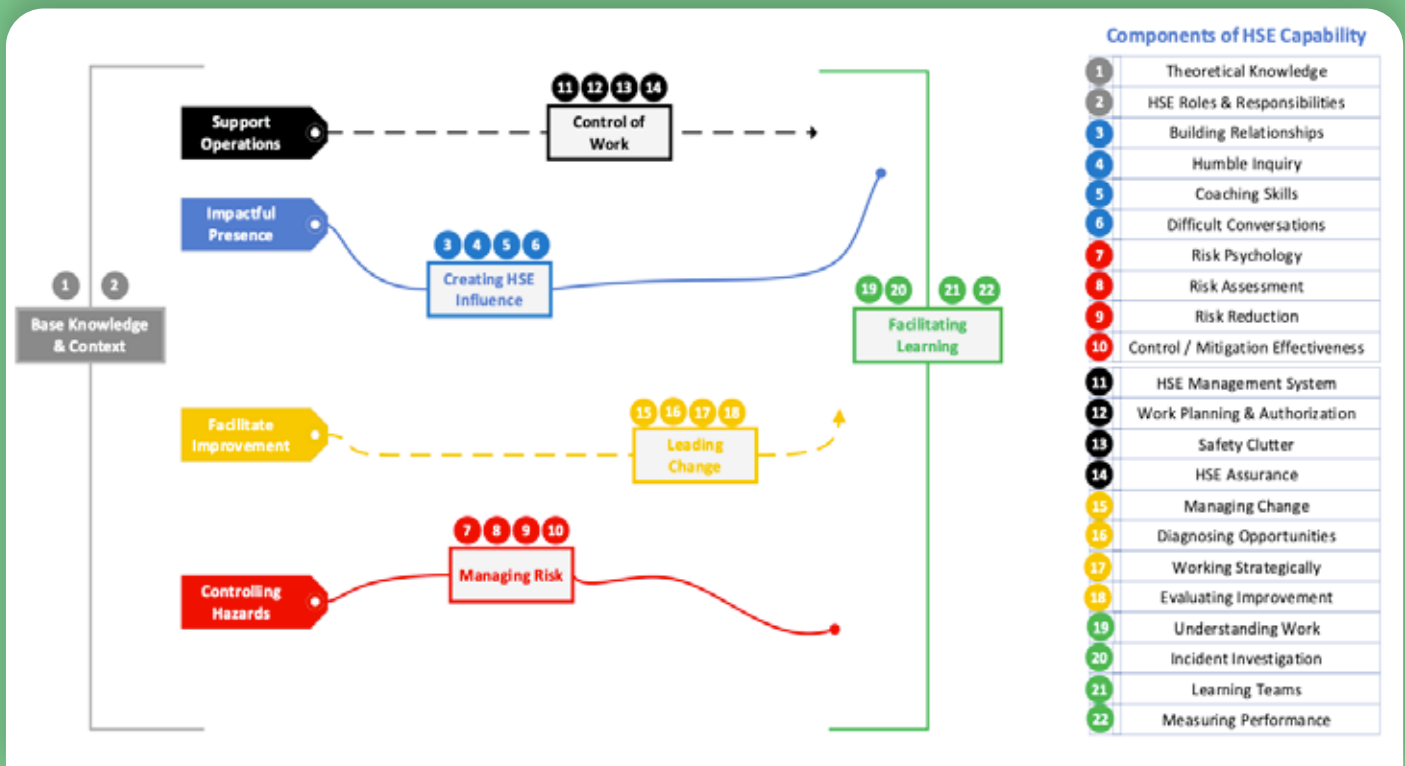 Components of HSE Capability
1 Theoretical Knowledge
2 HSE Roles & Responsibilities
3 Building Relationships
4 Humble Inquiry
5 Coaching Skills
6 Difficult Conversations
7 Risk Psychology
8 Risk Assessment
9 Risk Reduction
10 Control / Mitigation Effectiveness
11 HSE Management System
12 Work Planning & Authorization
13 Safety Clutter
14 HSE Assurance
15 Managing Change
16 Diagnosing Opportunities
17 Working Strategically
18 Evaluating Improvement
19 Understanding Work
20 Incident Investigation
21 Learning Teams
22 Measuring Performance
1 2
Base Knowledge
& Context
Support
Operations
11 12 13 14
Control of
Work
Impactful
Presence
3 4 5 6
Creating HSE
Influence
Facilitate
Improvement
15 16 17 18
Leading
Change
Controlling
Hazards
7 8 9 10
Managing Risk
19 20 21 22
Facilitating
Learning